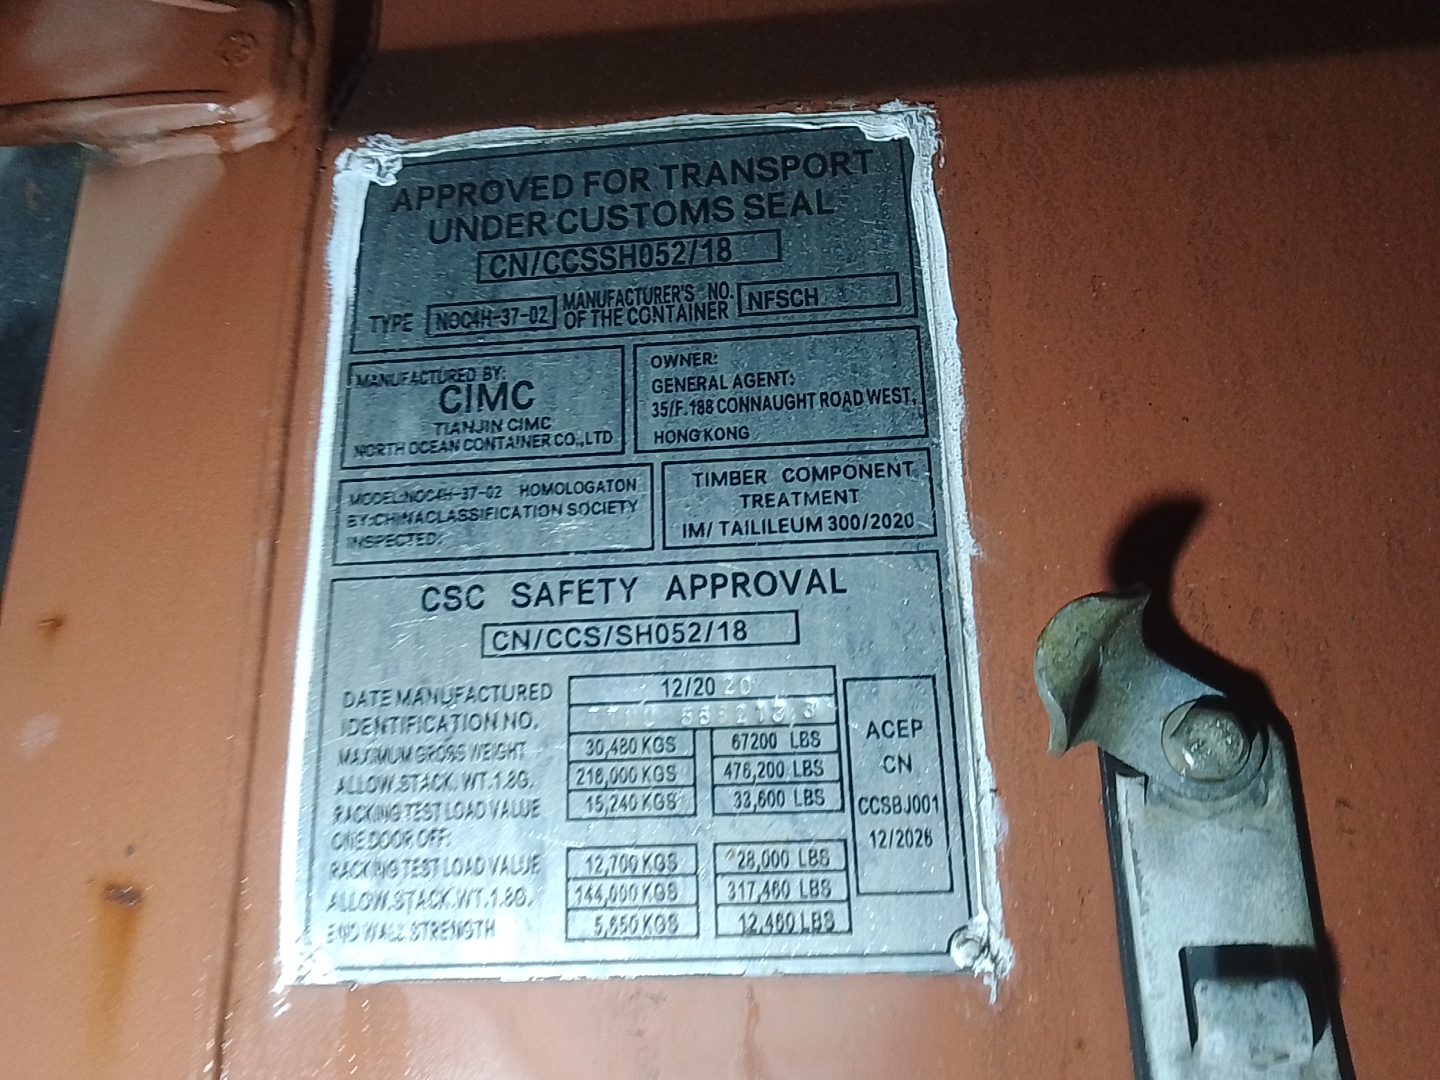 APPROVED FOR TRANSPORT
UNDER CUSTOMS SEAL
CN/CCSSH052/18
TYPE NOC4H-37-02 MANUFACTURER'S NO. OF THE CONTAINER NFSCH
MANUFACTURED BY:
CIMC
TIANJIN CIMC
NORTH OCEAN CONTAINER CO.,LTD
OWNER:
GENERAL AGENT:
35/F.188 CONNAUGHT ROAD WEST,
HONG KONG
MODEL:NOC4H-37-02 HOMOLOGATON
BY:CHINACLASSIFICATION SOCIETY
INSPECTED:
TIMBER COMPONENT
TREATMENT
IM/ TAILILEUM 300/2020
CSC SAFETY APPROVAL
CN/CCS/SH052/18
DATE MANUFACTURED 12/20 20
IDENTIFICATION NO.
MAXIMUM GROSS WEIGHT 30,480 KGS 67200 LBS
ALLOW.STACK. WT.1.8G. 216,000 KGS 476,200 LBS
RACKING TEST LOAD VALUE 15,240 KGS 33,600 LBS
ONE DOOR OFF:
RACKING TEST LOAD VALUE 12,700 KGS 28,000 LBS
ALLOW.STACK.WT.1.8G. 144,000 KGS 317,460 LBS
END WALL STRENGTH 5,650 KGS 12,460 LBS
ACEP
CN
CCSBJ001
12/2026